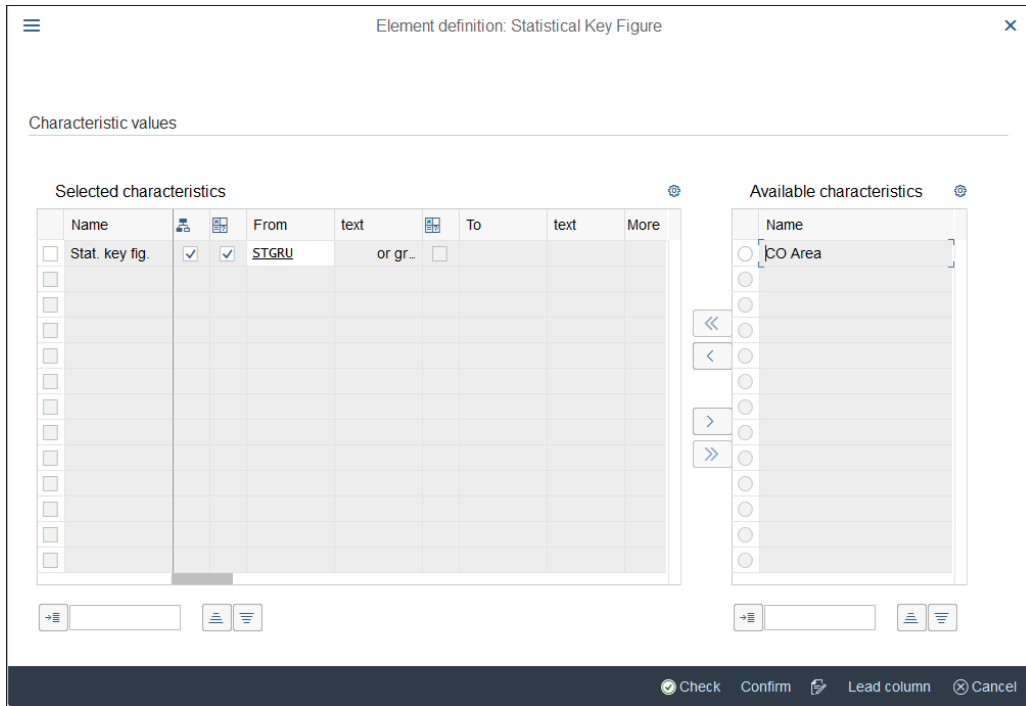 Element definition: Statistical Key Figure
Characteristic values
Selected characteristics
Available characteristics
Name From text To text More
Name
Stat. key fig. STGRU or gr...
CO Area
Check Confirm Lead column Cancel